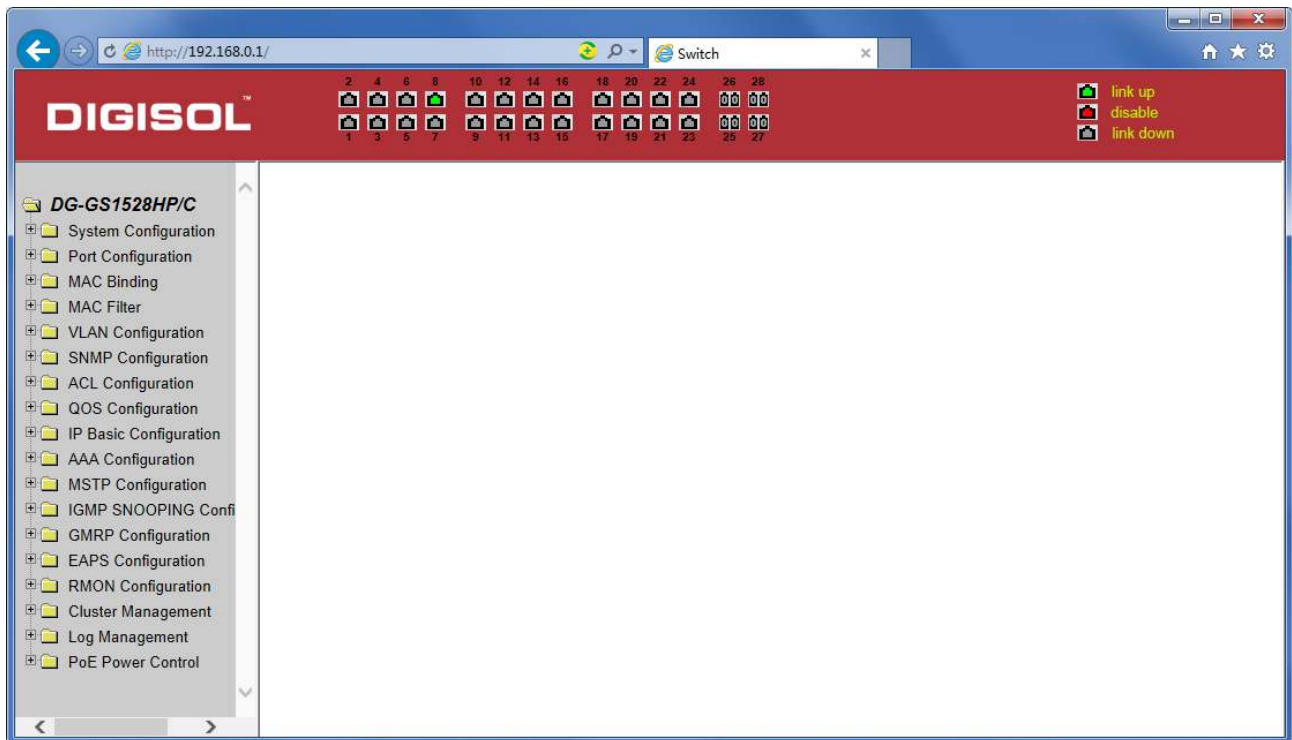 http://192.168.0.1/
Switch
DIGISOL™
2 4 6 8 10 12 14 16 18 20 22 24 26 28
1 3 5 7 9 11 13 15 17 19 21 23 25 27
link up
disable
link down
DG-GS1528HP/C
System Configuration
Port Configuration
MAC Binding
MAC Filter
VLAN Configuration
SNMP Configuration
ACL Configuration
QOS Configuration
IP Basic Configuration
AAA Configuration
MSTP Configuration
IGMP SNOOPING Confi
GMRP Configuration
EAPS Configuration
RMON Configuration
Cluster Management
Log Management
PoE Power Control